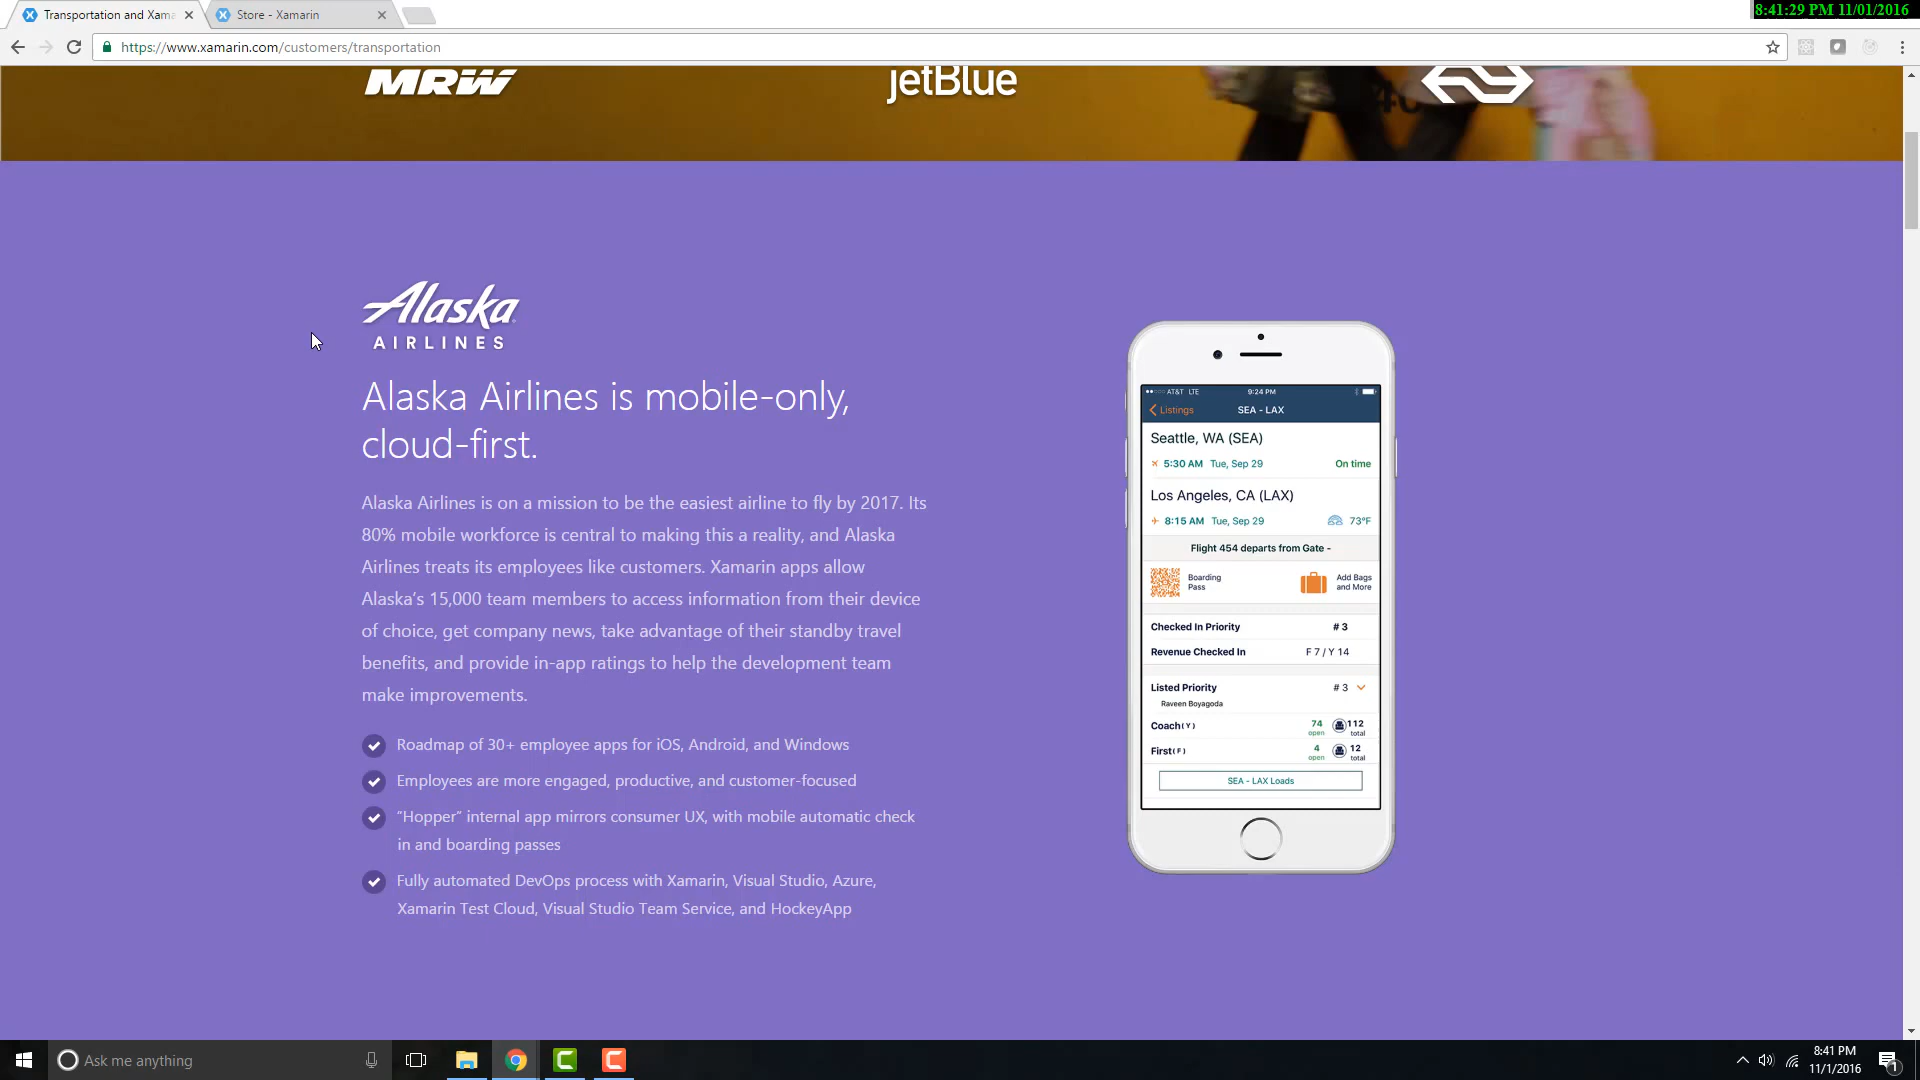 Transportation and Xam
Store - Xamarin
8:41:29 PM 11/01/2016
https://www.xamarin.com/customers/transportation
MRW
jetBlue
Alaska
AIRLINES
Alaska Airlines is mobile-only,
cloud-first.
Alaska Airlines is on a mission to be the easiest airline to fly by 2017. Its
80% mobile workforce is central to making this a reality, and Alaska
Airlines treats its employees like customers. Xamarin apps allow
Alaska’s 15,000 team members to access information from their device
of choice, get company news, take advantage of their standby travel
benefits, and provide in-app ratings to help the development team
make improvements.
Roadmap of 30+ employee apps for iOS, Android, and Windows
Employees are more engaged, productive, and customer-focused
“Hopper” internal app mirrors consumer UX, with mobile automatic check
in and boarding passes
Fully automated DevOps process with Xamarin, Visual Studio, Azure,
Xamarin Test Cloud, Visual Studio Team Service, and HockeyApp
AT&T LTE 9:24 PM
Listings SEA - LAX
Seattle, WA (SEA)
5:30 AM Tue, Sep 29 On time
Los Angeles, CA (LAX)
8:15 AM Tue, Sep 29 73°F
Flight 454 departs from Gate -
Boarding
Pass
Add Bags
and More
Checked In Priority # 3
Revenue Checked In F 7 / Y 14
Listed Priority # 3
Raveen Boyagoda
Coach ( Y ) 74 112
open total
First ( F ) 4 12
open total
SEA - LAX Loads
Ask me anything
8:41 PM
11/1/2016
1